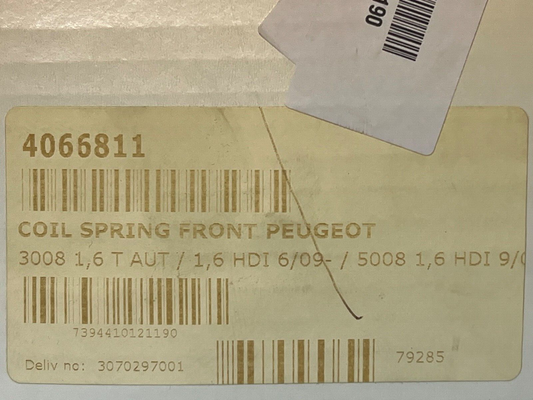 190
4066811
COIL SPRING FRONT PEUGEOT
3008 1,6 T AUT / 1,6 HDI 6/09- / 5008 1,6 HDI 9/0
7394410121190
Deliv no: 3070297001
79285